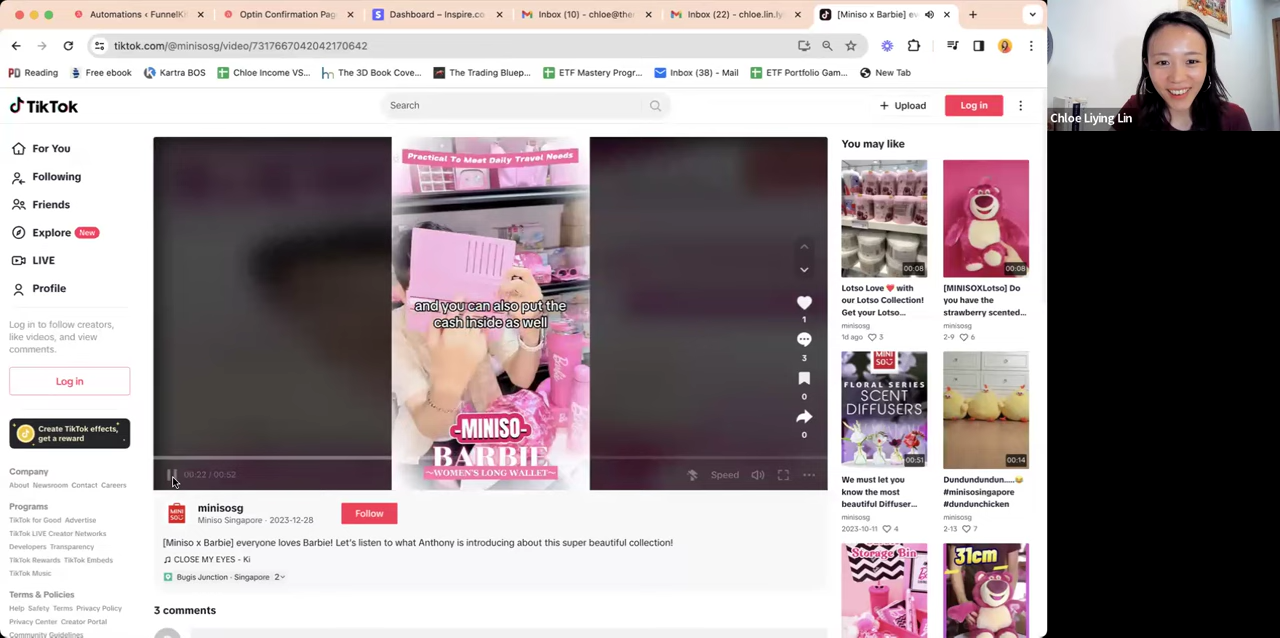 Automations ‹ FunnelKi
Optin Confirmation Pag
Dashboard – Inspire.co
Inbox (10) - chloe@the
Inbox (22) - chloe.lin.ly
[Miniso x Barbie] ev
tiktok.com/@minisosg/video/7317667042042170642
Reading
Free ebook
Kartra BOS
Chloe Income VS...
The 3D Book Cove...
The Trading Bluep...
ETF Mastery Progr...
Inbox (38) - Mail
ETF Portfolio Gam...
New Tab
TikTok
Search
Upload
Log in
For You
Following
Friends
Explore New
LIVE
Profile
Log in to follow creators,
like videos, and view
comments.
Log in
Create TikTok effects,
get a reward
Company
About Newsroom Contact Careers
Programs
TikTok for Good Advertise
TikTok LIVE Creator Networks
Developers Transparency
TikTok Rewards TikTok Embeds
TikTok Music
Terms & Policies
Help Safety Terms Privacy Policy
Privacy Center Creator Portal
Community Guidelines
Practical To Meet Daily Travel Needs
and you can also put the
cash inside as well
-MINISO-
BARBIE
~WOMEN'S LONG WALLET~
1
3
0
0
00:22 / 00:52
Speed
minisosg
Miniso Singapore · 2023-12-28
Follow
[Miniso x Barbie] everyone loves Barbie! Let's listen to what Anthony is introducing about this super beautiful collection!
CLOSE MY EYES - Ki
Bugis Junction · Singapore 2
3 comments
You may like
00:08
Lotso Love ❤️ with
our Lotso Collection!
Get your Lotso...
minisosg
1d ago 3
00:08
[MINISOXLotso] Do
you have the
strawberry scented...
minisosg
2-9 6
MINI
SO
FLORAL SERIES
SCENT
DIFFUSERS
00:51
We must let you
know the most
beautiful Diffuser...
minisosg
2023-10-11 4
00:14
Dundundundun.....😂
#minisosingapore
#dundunchicken
minisosg
2-13 7
Storage Bin
31cm
Chloe Liying Lin